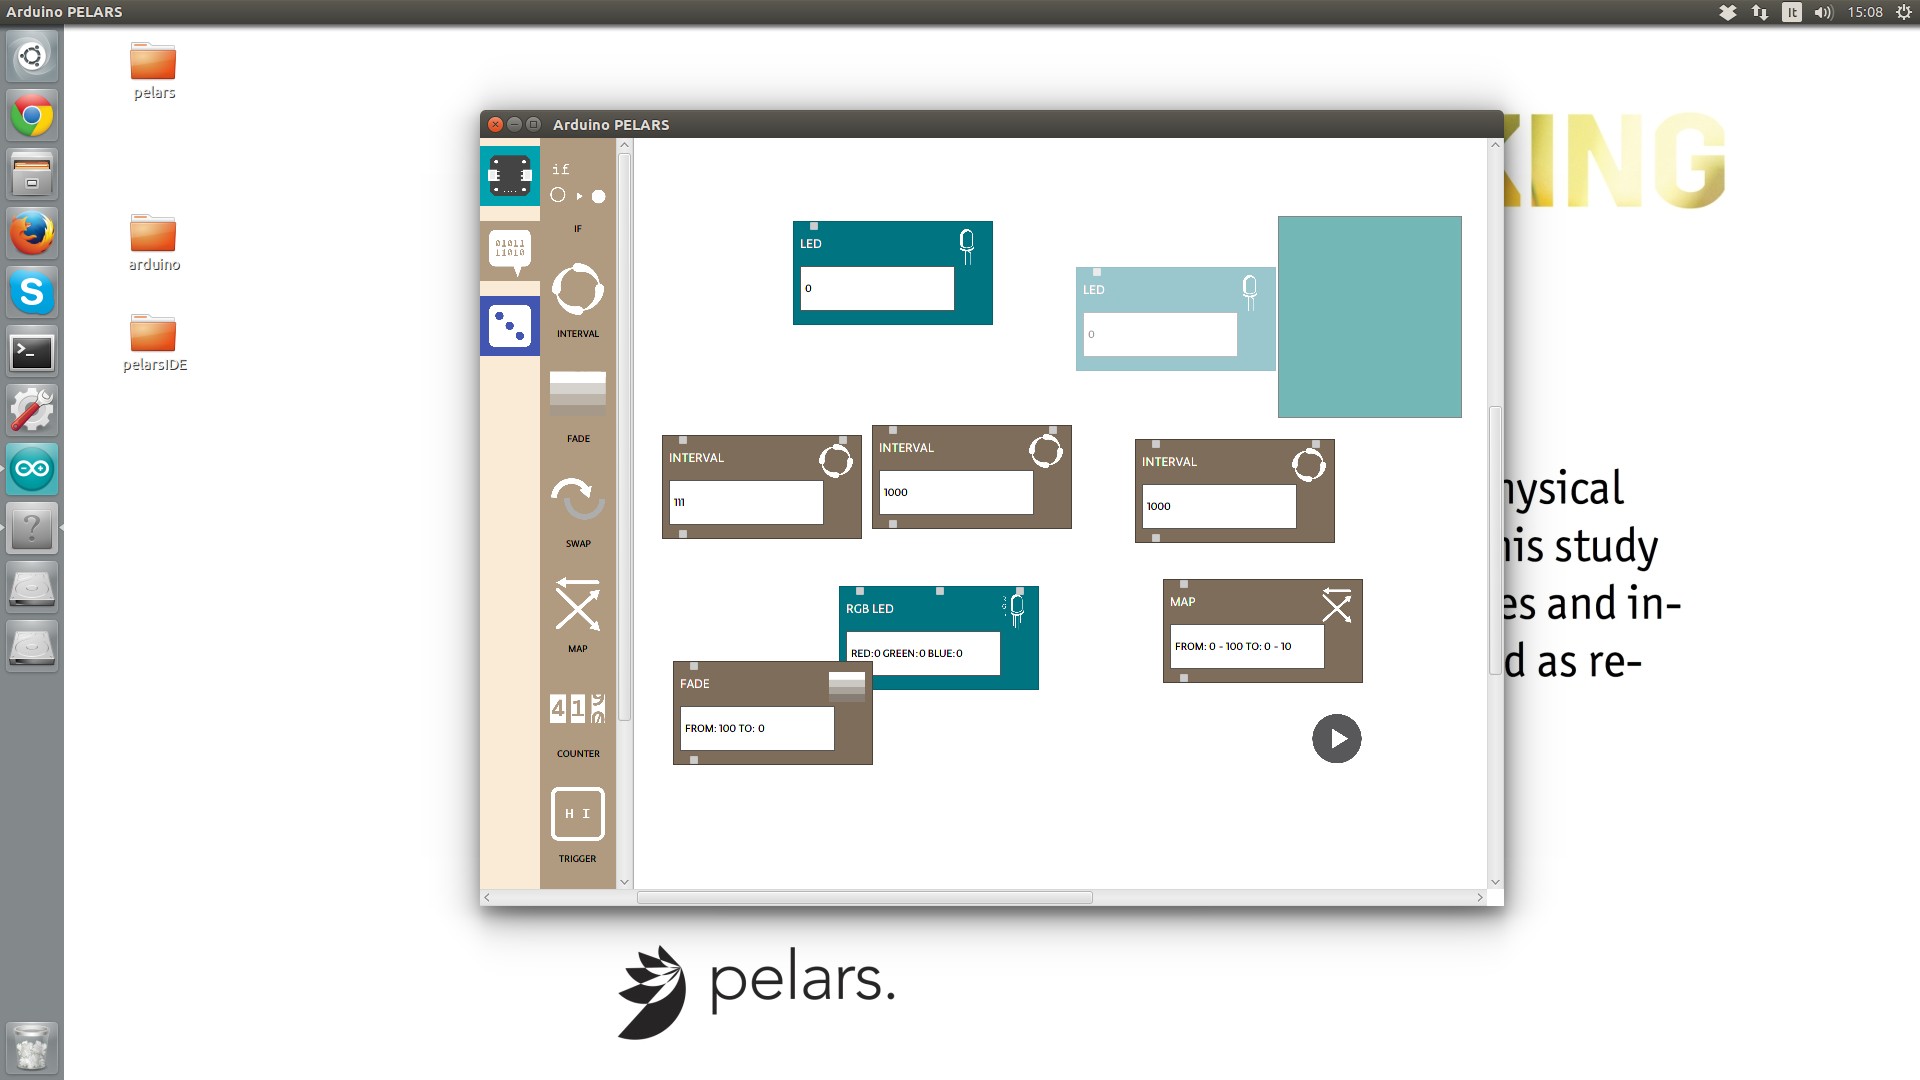 Arduino PELARS
It
15:08
pelars
arduino
pelarsIDE
KING
hysical
his study
es and in-
d as re-
Arduino PELARS
01011
11010
if
IF
INTERVAL
FADE
SWAP
MAP
419
COUNTER
H I
TRIGGER
LED
0
LED
0
INTERVAL
111
INTERVAL
1000
INTERVAL
1000
RGB LED
RED:0 GREEN:0 BLUE:0
MAP
FROM: 0 - 100 TO: 0 - 10
FADE
FROM: 100 TO: 0
pelars.